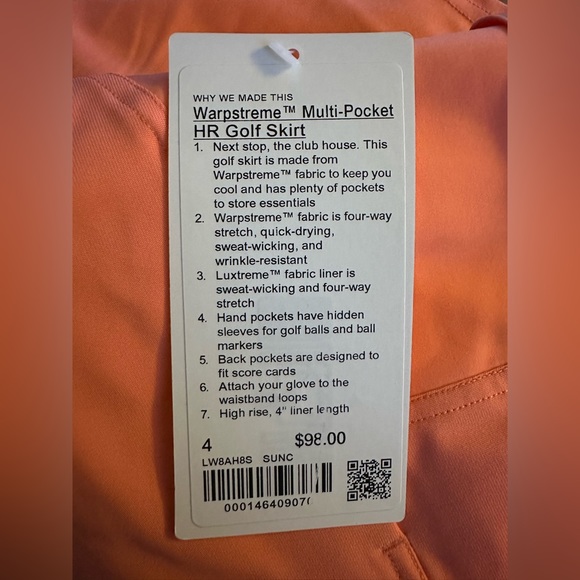 WHY WE MADE THIS
Warpstreme™ Multi-Pocket
HR Golf Skirt
1. Next stop, the club house. This
golf skirt is made from
Warpstreme™ fabric to keep you
cool and has plenty of pockets
to store essentials
2. Warpstreme™ fabric is four-way
stretch, quick-drying,
sweat-wicking, and
wrinkle-resistant
3. Luxtreme™ fabric liner is
sweat-wicking and four-way
stretch
4. Hand pockets have hidden
sleeves for golf balls and ball
markers
5. Back pockets are designed to
fit score cards
6. Attach your glove to the
waistband loops
7. High rise, 4" liner length
4 $98.00
LW8AH8S SUNC
00014640907